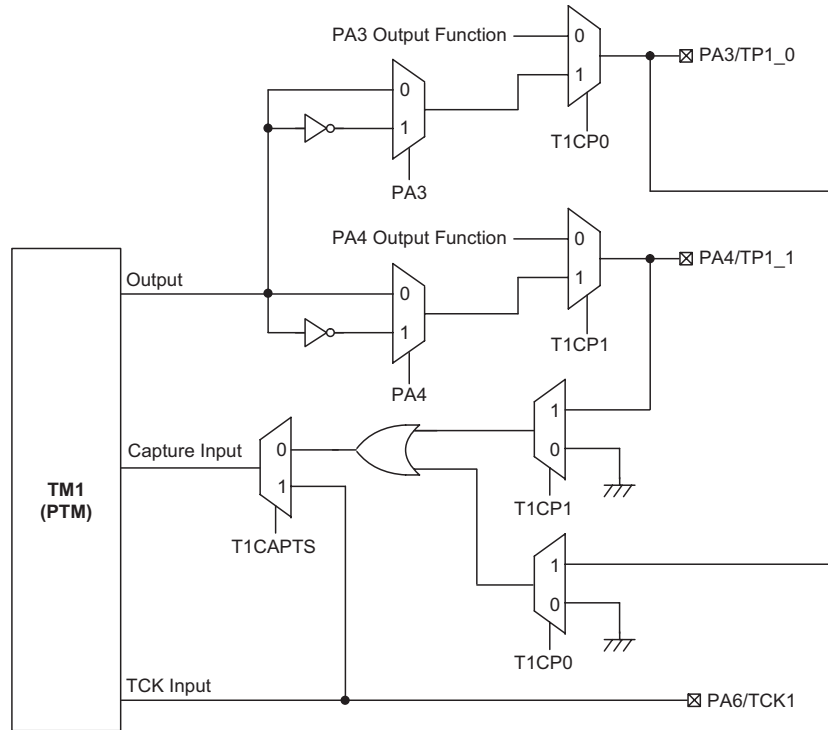 PA3 Output Function
0
1
T1CP0
PA3/TP1_0
0
1
PA3
PA4 Output Function
0
1
T1CP1
PA4/TP1_1
Output
0
1
PA4
Capture Input
0
1
T1CAPTS
1
0
T1CP1
TM1
(PTM)
1
0
T1CP0
TCK Input
PA6/TCK1